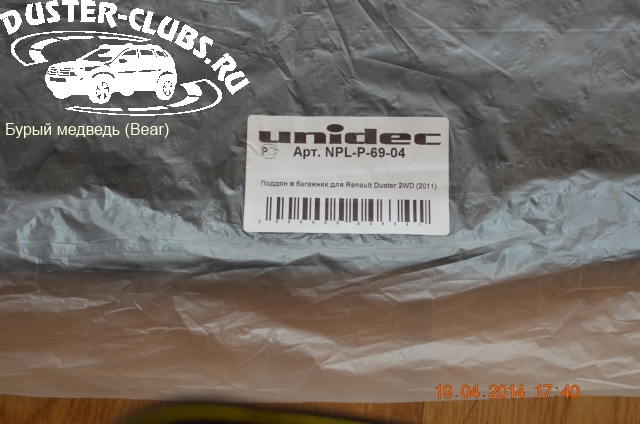 DUSTER-CLUBS.RU
Бурый медведь (Bear)
unidec
Арт. NPL-P-69-04
Поддон в багажник для Renault Duster 2WD (2011)
19.04.2014 17:40